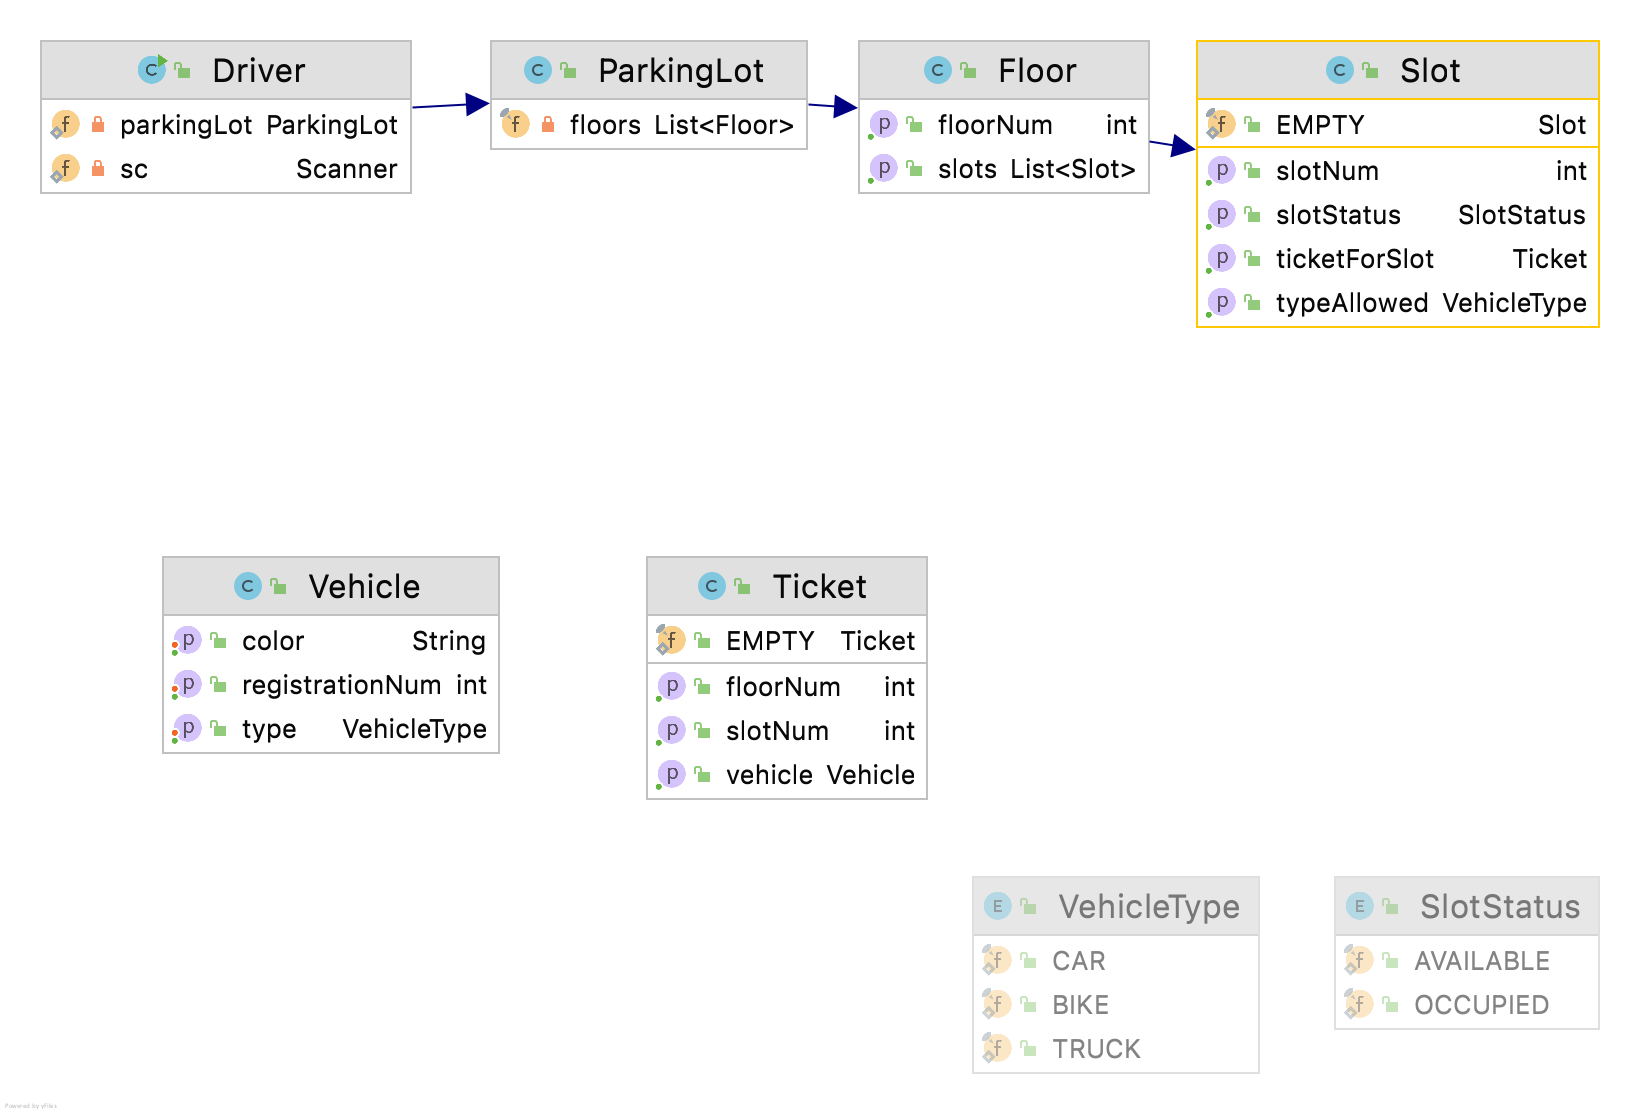 Driver
parkingLot ParkingLot
sc Scanner
ParkingLot
floors List<Floor>
Floor
floorNum int
slots List<Slot>
Slot
EMPTY Slot
slotNum int
slotStatus SlotStatus
ticketForSlot Ticket
typeAllowed VehicleType
Vehicle
color String
registrationNum int
type VehicleType
Ticket
EMPTY Ticket
floorNum int
slotNum int
vehicle Vehicle
VehicleType
CAR
BIKE
TRUCK
SlotStatus
AVAILABLE
OCCUPIED
Powered by yFiles